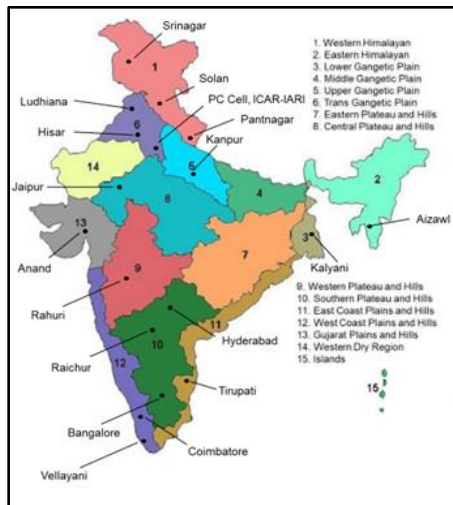 Srinagar
1
Solan
Ludhiana
PC Cell, ICAR-IARI
Hisar
6
Pantnagar
Kanpur
5
14
Jaipur
8
4
2
Aizawl
13
Anand
3
Kalyani
7
9
Rahuri
11
Hyderabad
10
Raichur
12
Tirupati
Bangalore
Coimbatore
Vellayani
15
1. Western Himalayan
2. Eastern Himalayan
3. Lower Gangetic Plain
4. Middle Gangetic Plain
5. Upper Gangetic Plain
6. Trans Gangetic Plain
7. Eastern Plateau and Hills
8. Central Plateau and Hills
9. Western Plateau and Hills
10. Southern Plateau and Hills
11. East Coast Plains and Hills
12. West Coast Plains and Hills
13. Gujarat Plains and Hills
14. Western Dry Region
15. Islands